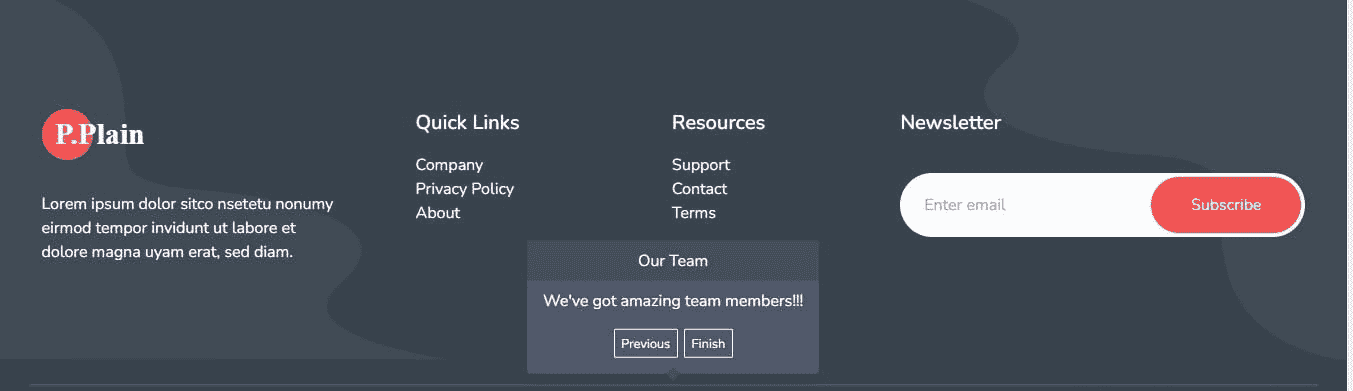 P.Plain
Lorem ipsum dolor sitco nsetetu nonumy
eirmod tempor invidunt ut labore et
dolore magna uyam erat, sed diam.
Quick Links
Company
Privacy Policy
About
Resources
Support
Contact
Terms
Newsletter
Enter email
Subscribe
Our Team
We've got amazing team members!!!
Previous
Finish